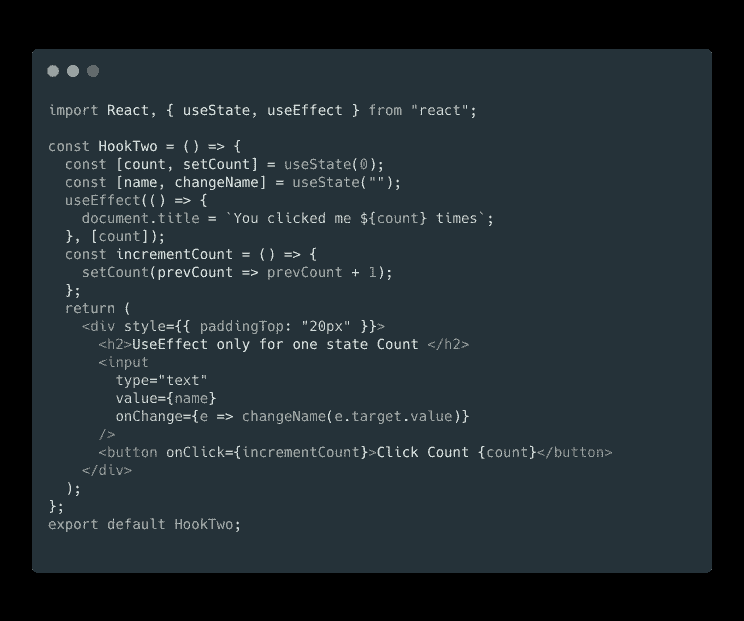 import React, { useState, useEffect } from "react";
const HookTwo = () => {
const [count, setCount] = useState(0);
const [name, changeName] = useState("");
useEffect(() => {
document.title = `You clicked me ${count} times`;
}, [count]);
const incrementCount = () => {
setCount(prevCount => prevCount + 1);
};
return (
<div style={{ paddingTop: "20px" }}>
<h2>UseEffect only for one state Count </h2>
<input
type="text"
value={name}
onChange={e => changeName(e.target.value)}
/>
<button onClick={incrementCount}>Click Count {count}</button>
</div>
);
};
export default HookTwo;